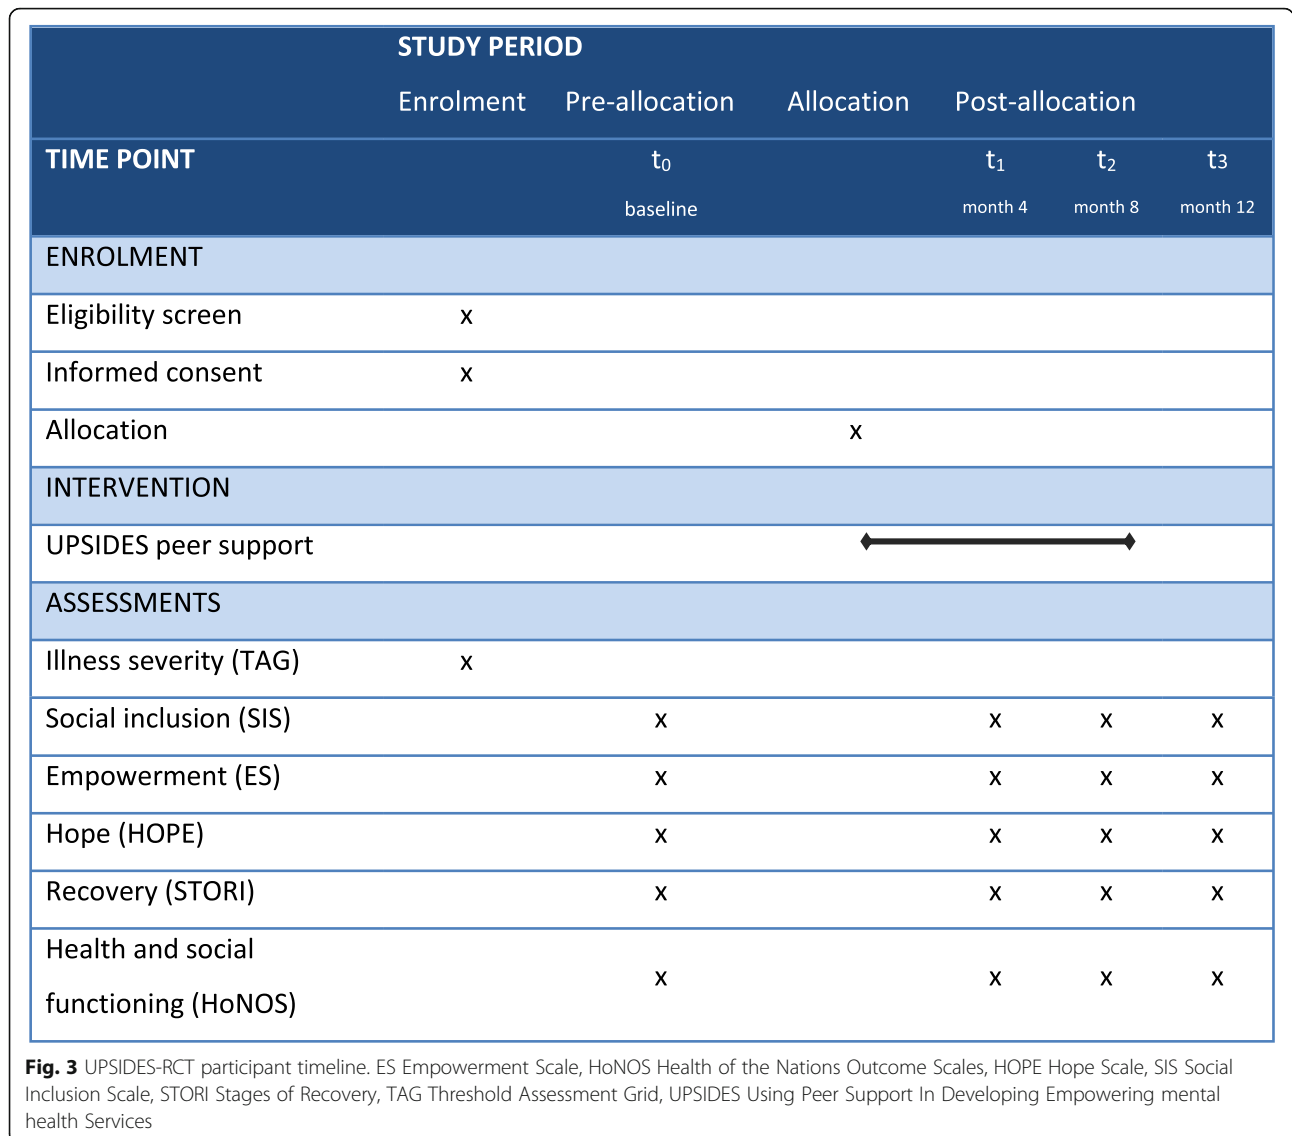 STUDY PERIOD
Enrolment Pre-allocation Allocation Post-allocation
TIME POINT t0 t1 t2 t3
baseline month 4 month 8 month 12
ENROLMENT
Eligibility screen x
Informed consent x
Allocation x
INTERVENTION
UPSIDES peer support
ASSESSMENTS
Illness severity (TAG) x
Social inclusion (SIS) x x x x
Empowerment (ES) x x x x
Hope (HOPE) x x x x
Recovery (STORI) x x x x
Health and social
functioning (HoNOS) x x x x
Fig. 3 UPSIDES-RCT participant timeline. ES Empowerment Scale, HoNOS Health of the Nations Outcome Scales, HOPE Hope Scale, SIS Social
Inclusion Scale, STORI Stages of Recovery, TAG Threshold Assessment Grid, UPSIDES Using Peer Support In Developing Empowering mental
health Services